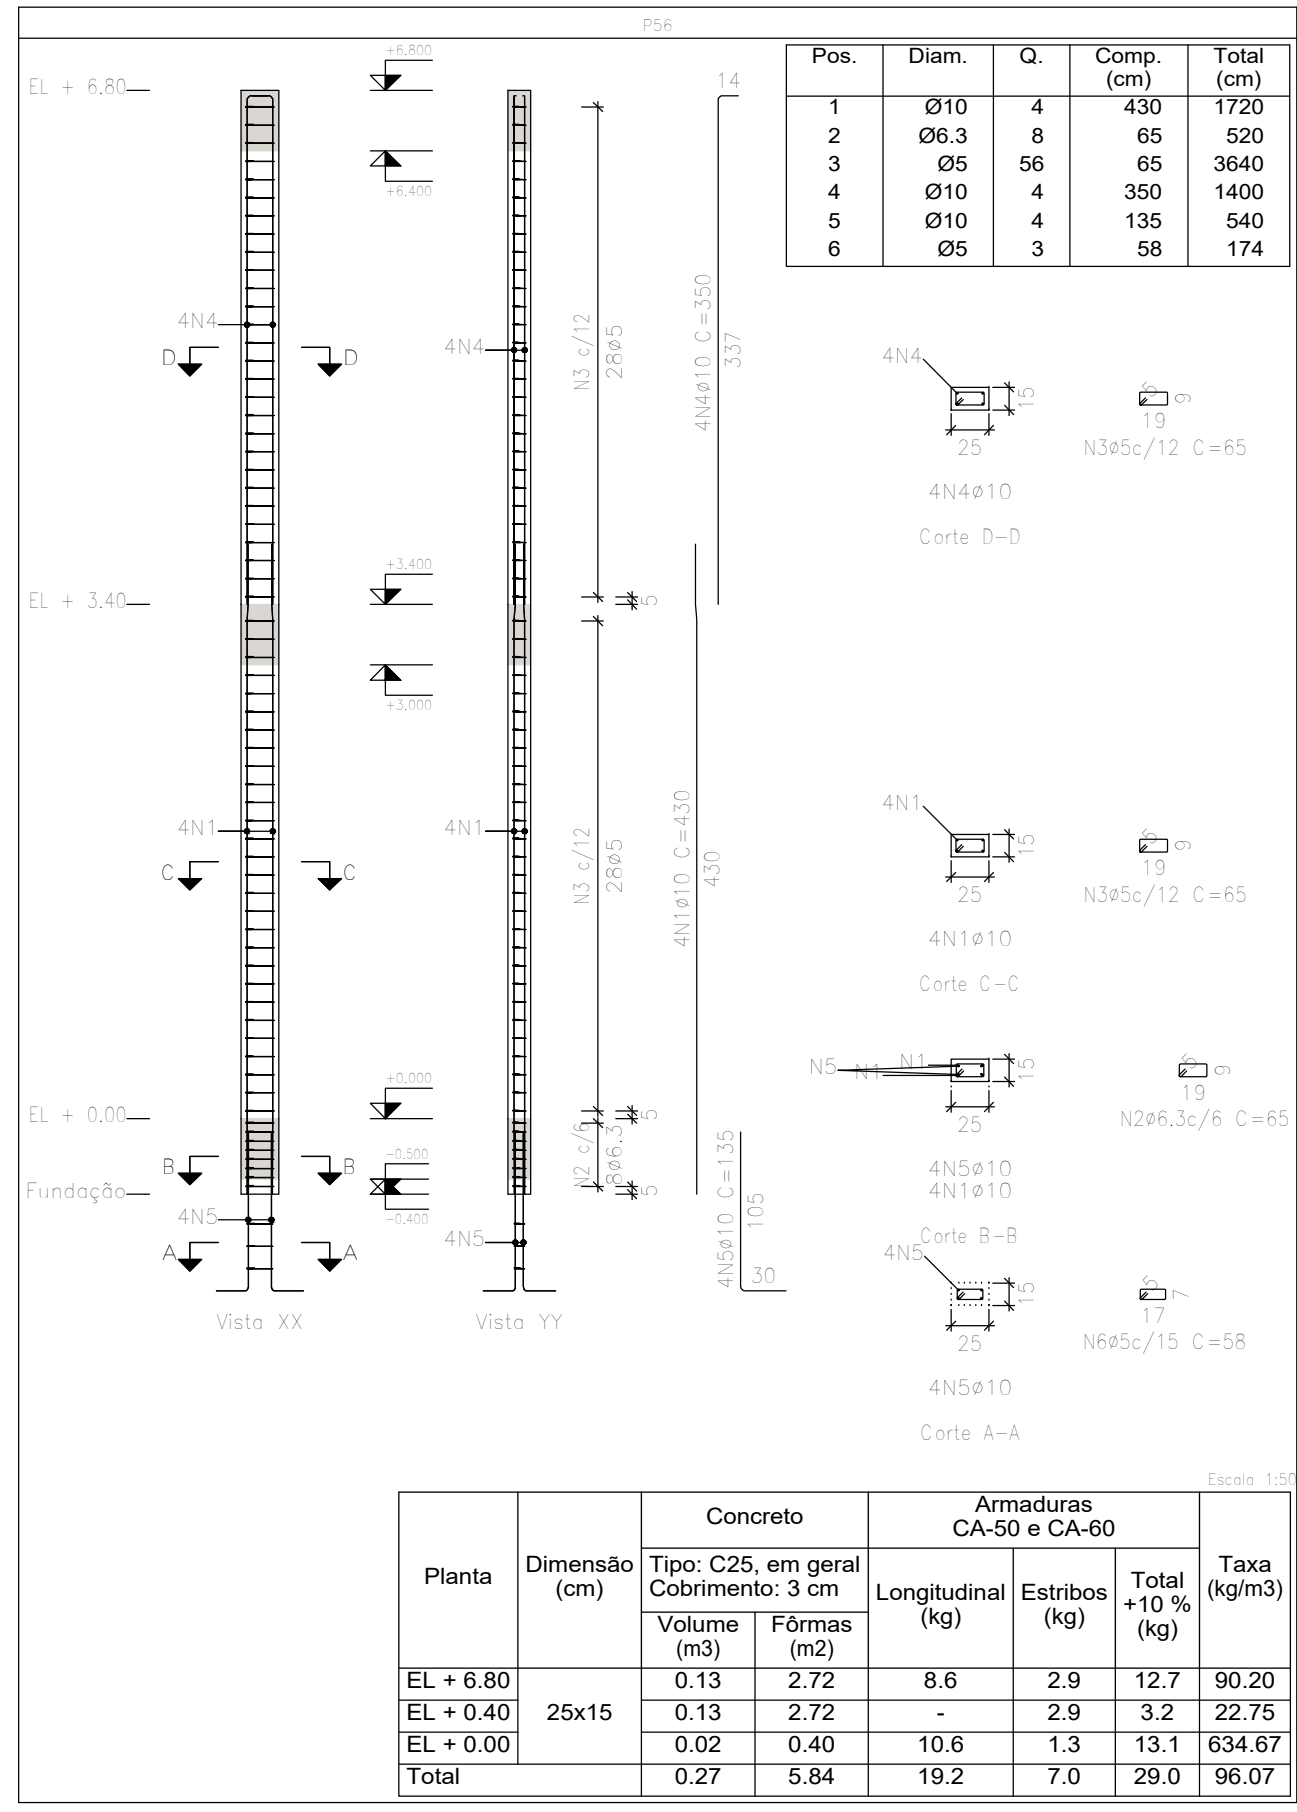 P56
Pos. Diam. Q. Comp. (cm) Total (cm)
1 Ø10 4 430 1720
2 Ø6.3 8 65 520
3 Ø5 56 65 3640
4 Ø10 4 350 1400
5 Ø10 4 135 540
6 Ø5 3 58 174
EL + 6.80
+6.800
+6.400
14
4N4
D D
4N4
N3 c/12
28ø5
4N4ø10 C=350
337
4N4
15
25
4N4ø10
Corte D-D
5
9
19
N3ø5c/12 C=65
EL + 3.40
+3.400
+3.000
5
4N1
C C
4N1
N3 c/12
28ø5
4N1ø10 C=430
430
4N1
15
25
4N1ø10
Corte C-C
5
9
19
N3ø5c/12 C=65
EL + 0.00
+0.000
5
B B
-0.500
-0.400
N2 c/6
8ø6.3
5
Fundação
N5
N1
N1
15
25
4N5ø10
4N1ø10
Corte B-B
5
9
19
N2ø6.3c/6 C=65
4N5
A A
4N5
4N5ø10 C=135
105
30
Vista XX
Vista YY
4N5
15
25
4N5ø10
Corte A-A
5
7
17
N6ø5c/15 C=58
Escala 1:50
Planta
Dimensão
(cm)
Concreto
Tipo: C25, em geral
Cobrimento: 3 cm
Volume
(m3)
Fôrmas
(m2)
Armaduras
CA-50 e CA-60
Longitudinal
(kg)
Estribos
(kg)
Total
+10 %
(kg)
Taxa
(kg/m3)
EL + 6.80 0.13 2.72 8.6 2.9 12.7 90.20
EL + 0.40 25x15 0.13 2.72 - 2.9 3.2 22.75
EL + 0.00 0.02 0.40 10.6 1.3 13.1 634.67
Total 0.27 5.84 19.2 7.0 29.0 96.07